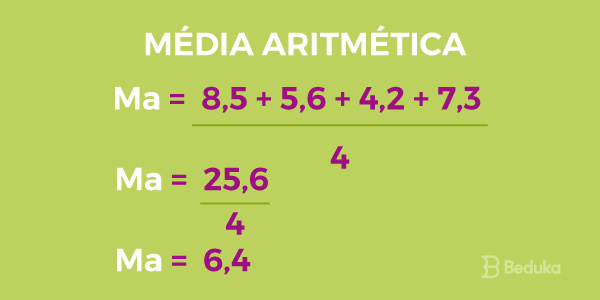 MÉDIA ARITMÉTICA
Ma = 8,5 + 5,6 + 4,2 + 7,3
4
Ma = 25,6
4
Ma = 6,4
Beduka